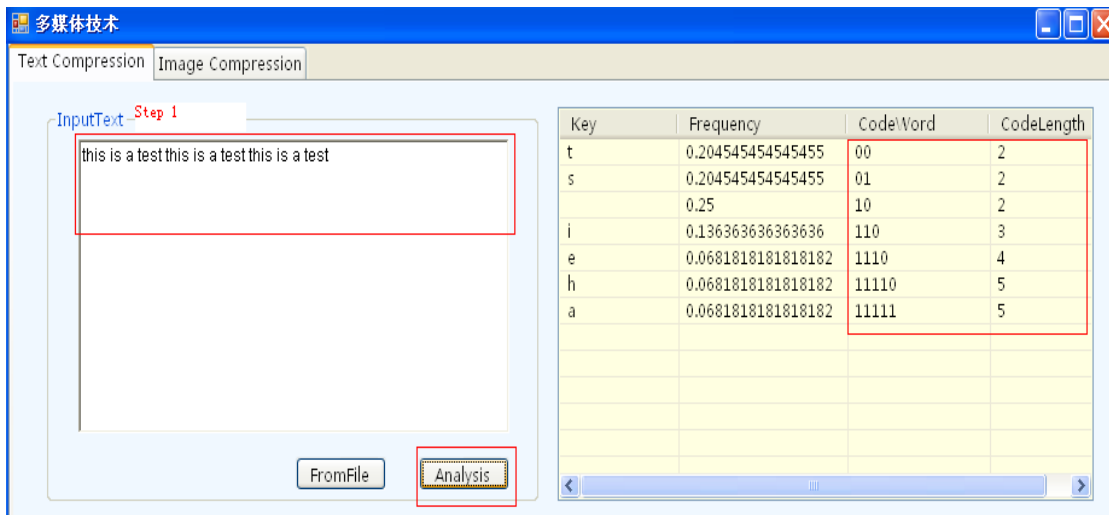 多媒体技术
Text Compression Image Compression
InputText Step 1
this is a test this is a test this is a test
FromFile Analysis
Key Frequency CodeWord CodeLength
t 0.204545454545455 00 2
s 0.204545454545455 01 2
0.25 10 2
i 0.136363636363636 110 3
e 0.0681818181818182 1110 4
h 0.0681818181818182 11110 5
a 0.0681818181818182 11111 5